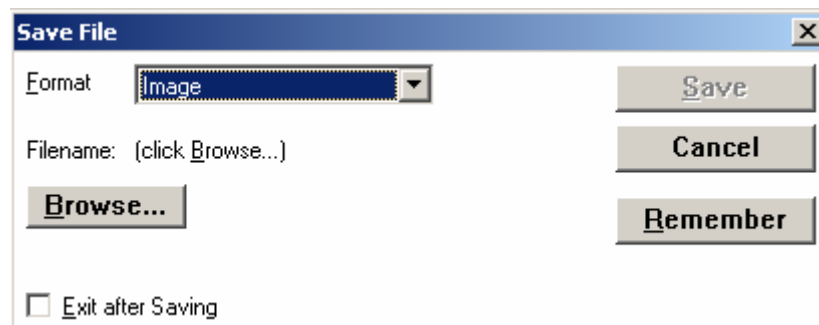 Save File
Format Image Save
Filename: (click Browse...) Cancel
Browse... Remember
Exit after Saving